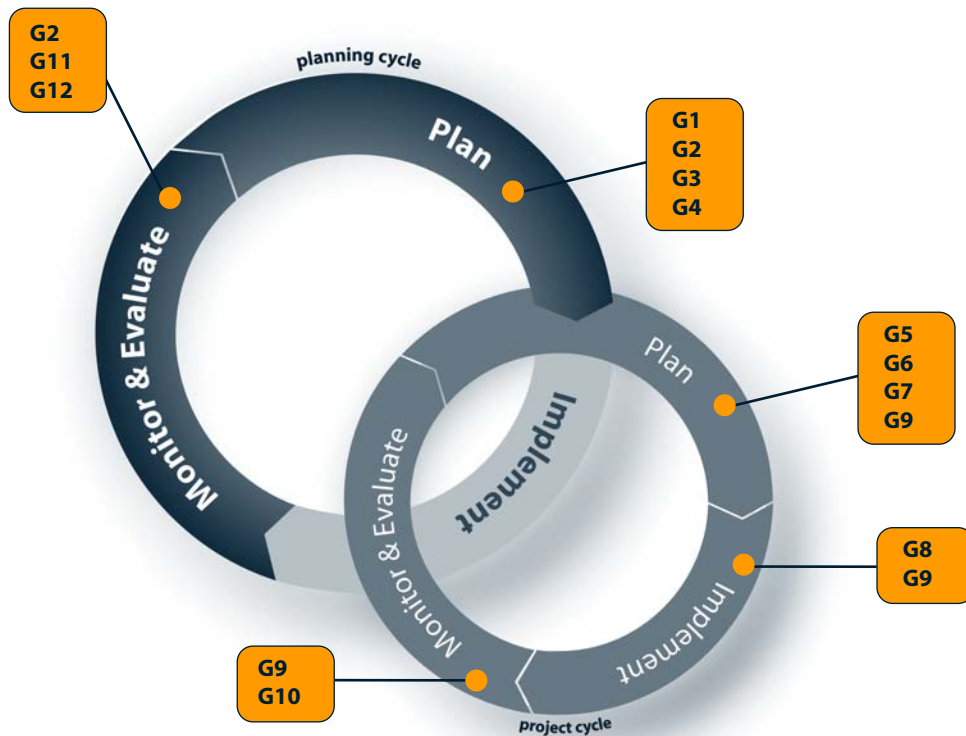 G2
G11
G12
planning cycle
Plan
G1
G2
G3
G4
Monitor & Evaluate
Implement
Plan
G5
G6
G7
G9
Monitor & Evaluate
Implement
G8
G9
G9
G10
project cycle